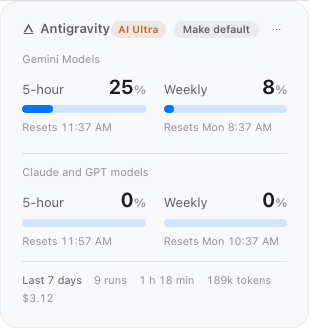 Antigravity AI Ultra Make default ...
Gemini Models
5-hour 25% Weekly 8%
Resets 11:37 AM Resets Mon 8:37 AM
Claude and GPT models
5-hour 0% Weekly 0%
Resets 11:57 AM Resets Mon 10:37 AM
Last 7 days 9 runs 1 h 18 min 189k tokens
$3.12